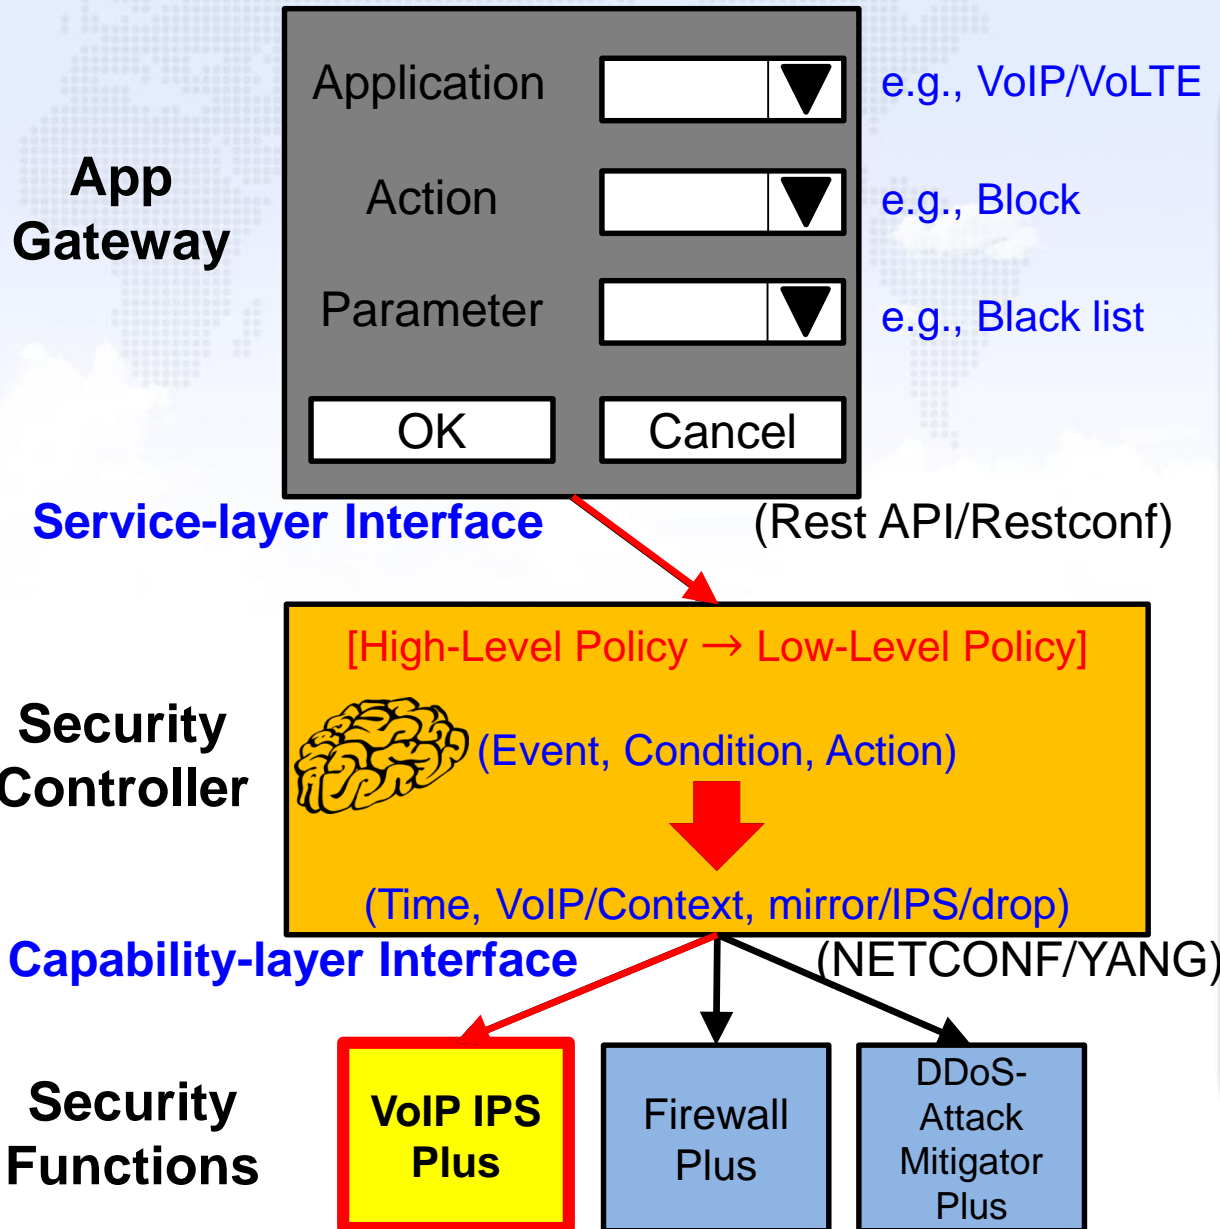 Application
e.g., VoIP/VoLTE
App
Gateway
Action
e.g., Block
Parameter
e.g., Black list
OK
Cancel
Service-layer Interface
(Rest API/Restconf)
[High-Level Policy → Low-Level Policy]
Security
Controller
(Event, Condition, Action)
(Time, VoIP/Context, mirror/IPS/drop)
Capability-layer Interface
(NETCONF/YANG)
Security
Functions
VoIP IPS
Plus
Firewall
Plus
DDoS-
Attack
Mitigator
Plus